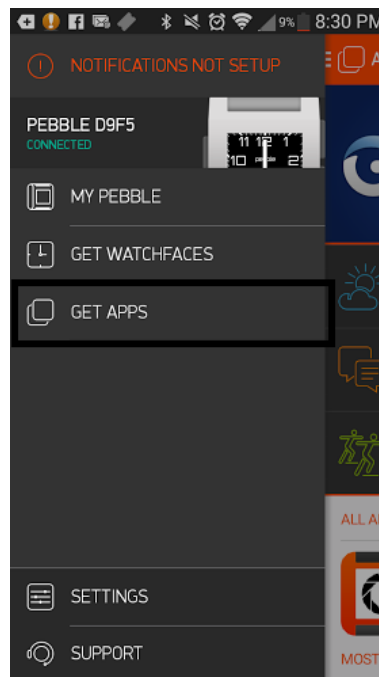 9% 8:30 PM
NOTIFICATIONS NOT SETUP
A
PEBBLE D9F5
CONNECTED
11 12 1
10 pebble 2
MY PEBBLE
GET WATCHFACES
GET APPS
ALL A
SETTINGS
SUPPORT
MOST